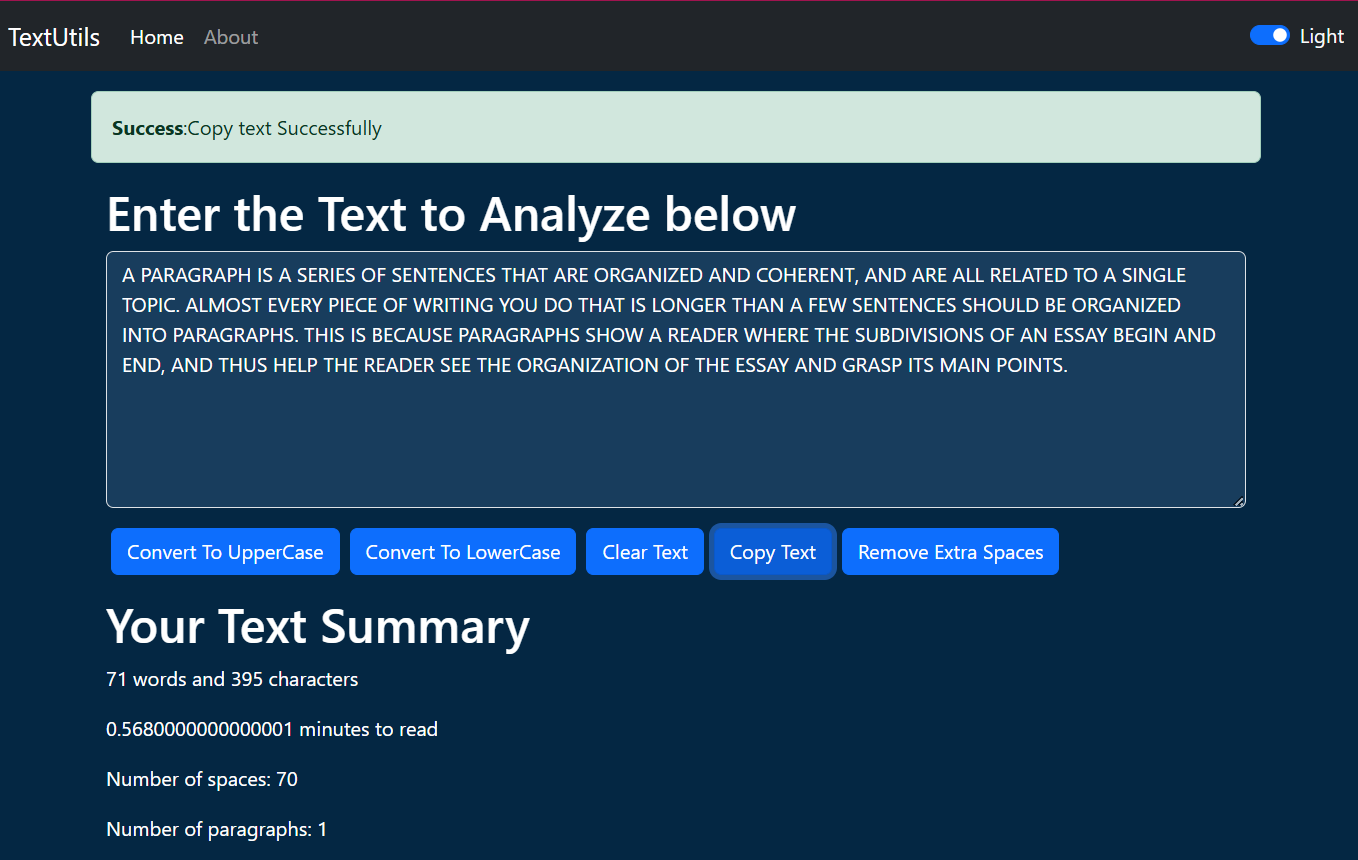 TextUtils Home About Light
Success:Copy text Successfully
Enter the Text to Analyze below
A PARAGRAPH IS A SERIES OF SENTENCES THAT ARE ORGANIZED AND COHERENT, AND ARE ALL RELATED TO A SINGLE
TOPIC. ALMOST EVERY PIECE OF WRITING YOU DO THAT IS LONGER THAN A FEW SENTENCES SHOULD BE ORGANIZED
INTO PARAGRAPHS. THIS IS BECAUSE PARAGRAPHS SHOW A READER WHERE THE SUBDIVISIONS OF AN ESSAY BEGIN AND
END, AND THUS HELP THE READER SEE THE ORGANIZATION OF THE ESSAY AND GRASP ITS MAIN POINTS.
Convert To UpperCase Convert To LowerCase Clear Text Copy Text Remove Extra Spaces
Your Text Summary
71 words and 395 characters
0.5680000000000001 minutes to read
Number of spaces: 70
Number of paragraphs: 1